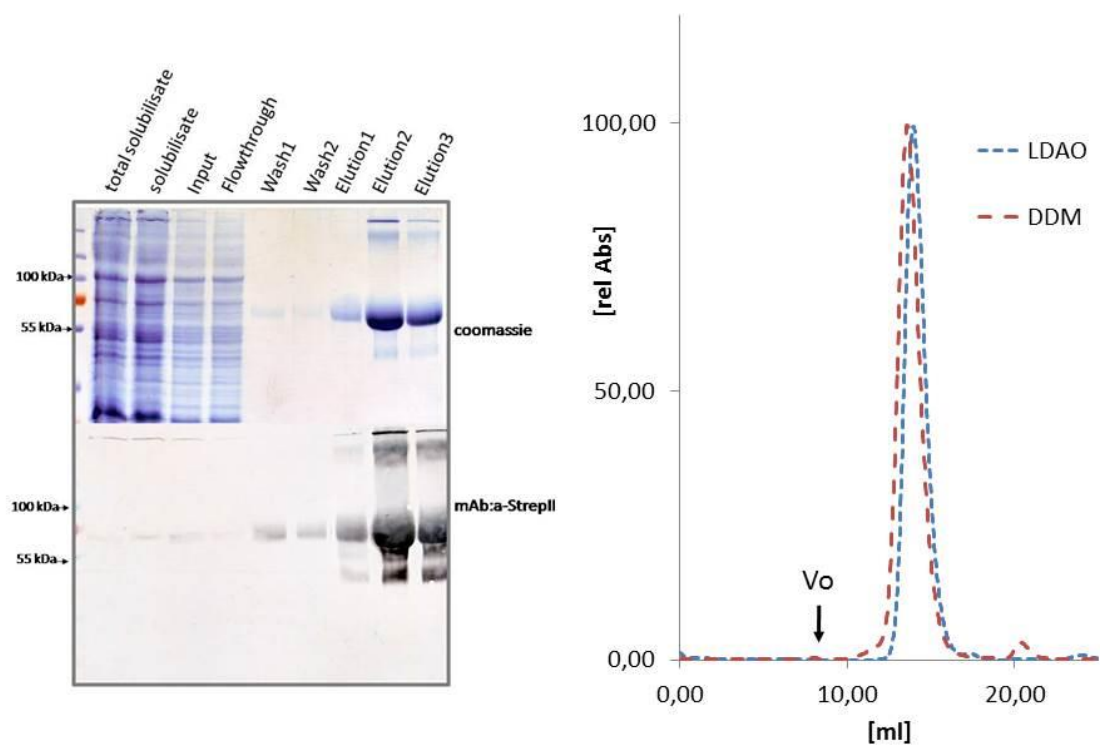 total solubilisate
solubilisate
Input
Flowthrough
Wash1
Wash2
Elution1
Elution2
Elution3
100 kDa
55 kDa
coomassie
100 kDa
mAb:a-StrepII
55 kDa
100,00
50,00
0,00
[rel Abs]
LDAO
DDM
Vo
0,00 10,00 20,00
[ml]